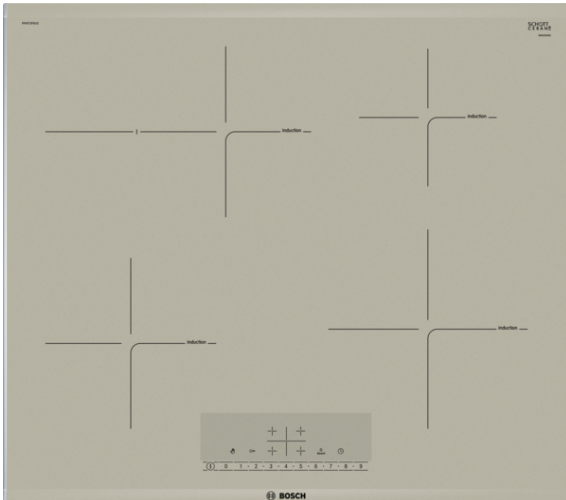 SCHOTT
CERAN®
induction
induction
induction
induction
0 1 · 2 · 3 · 4 · 5 · 6 · 7 · 8 · 9
BOSCH